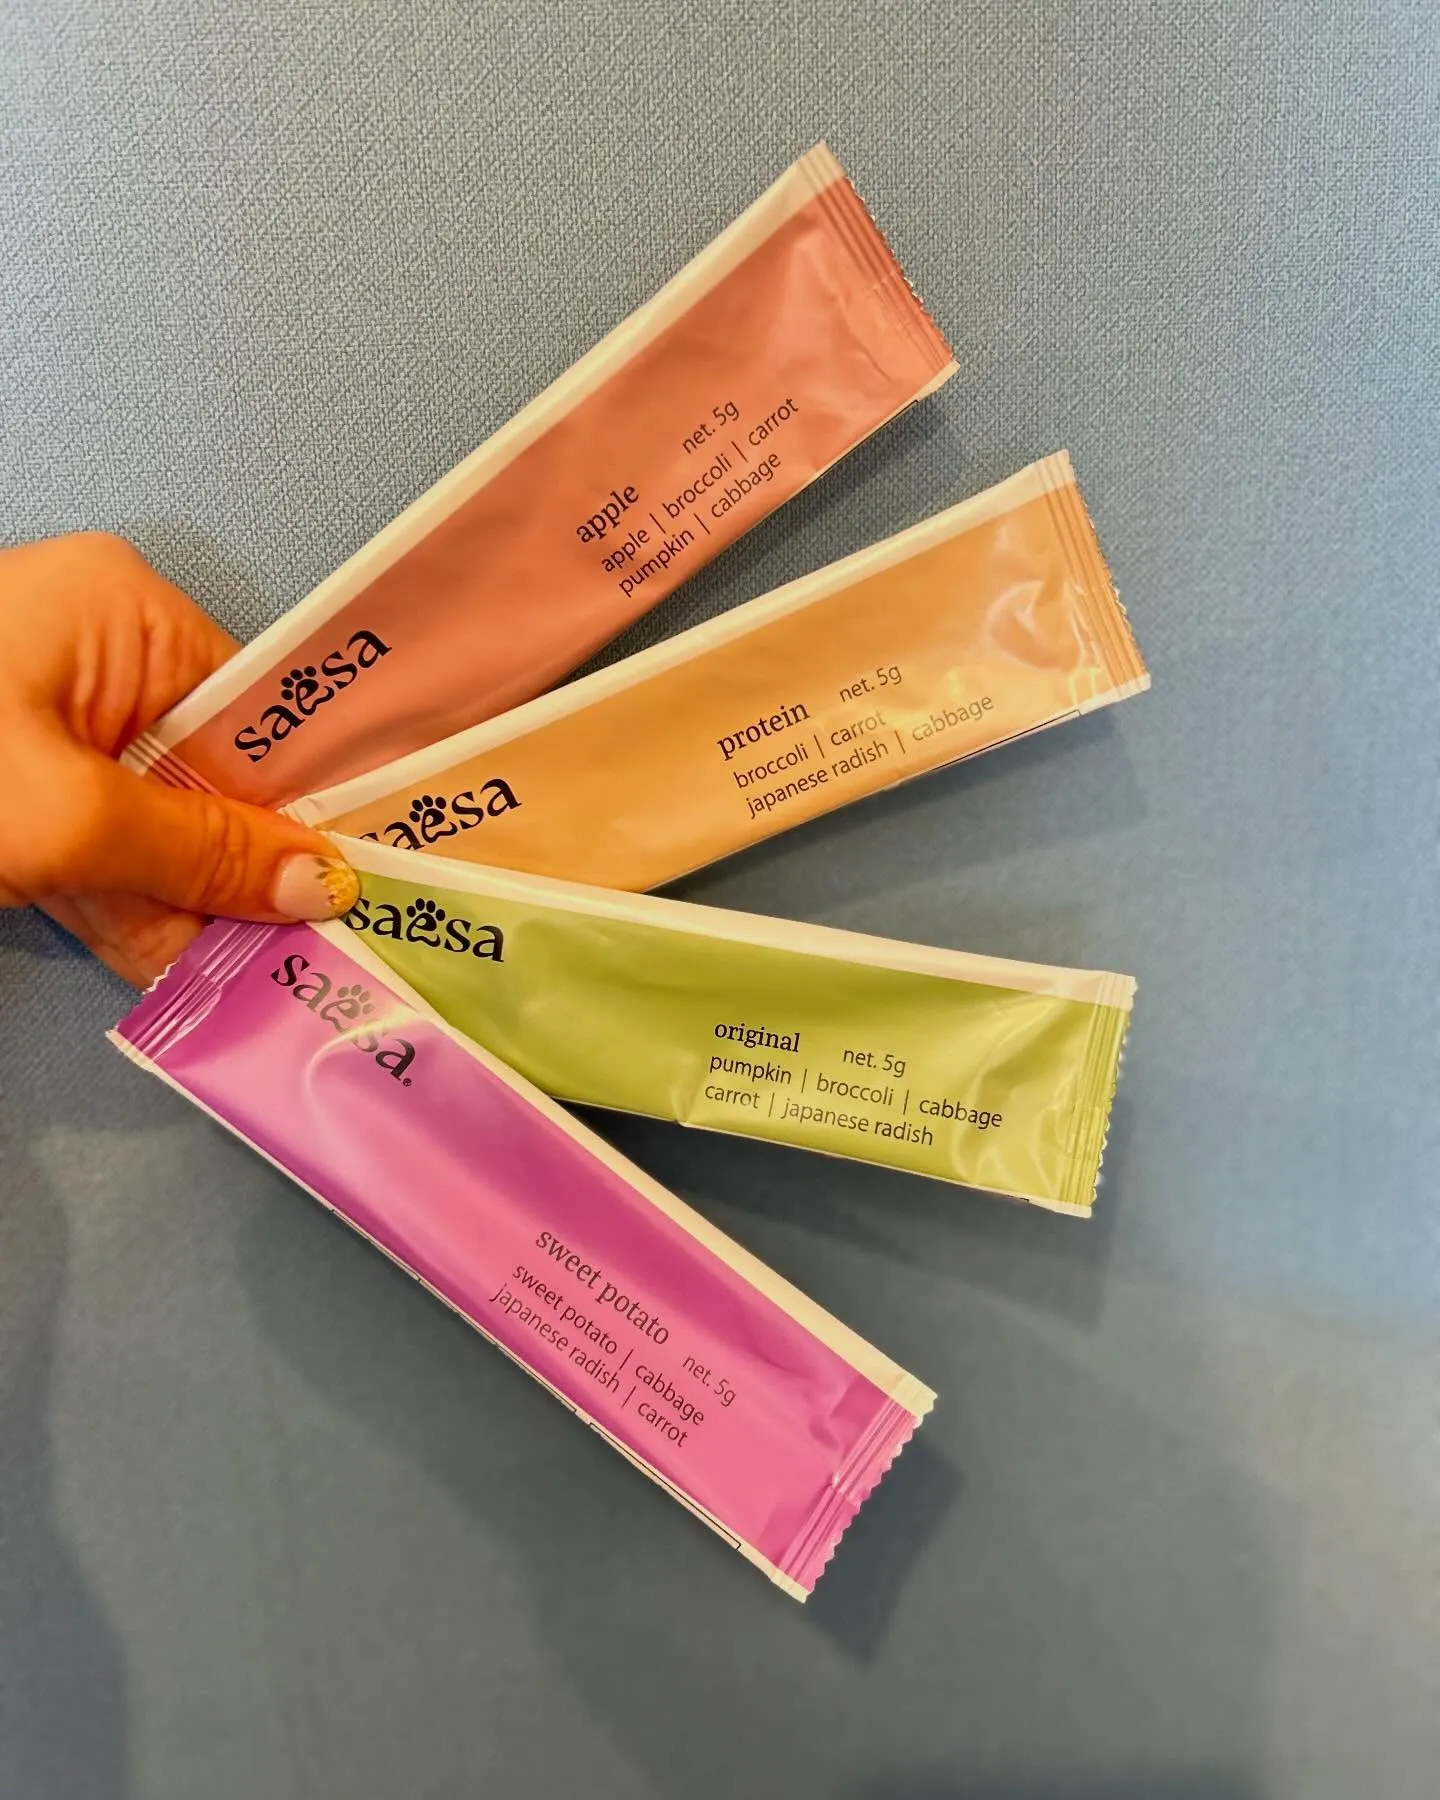 saesa
apple net. 5g
apple | broccoli | carrot
pumpkin | cabbage
saesa
protein net. 5g
broccoli | carrot
japanese radish | cabbage
saesa
original net. 5g
pumpkin | broccoli | cabbage
carrot | japanese radish
saesa®
sweet potato net. 5g
sweet potato | cabbage
japanese radish | carrot